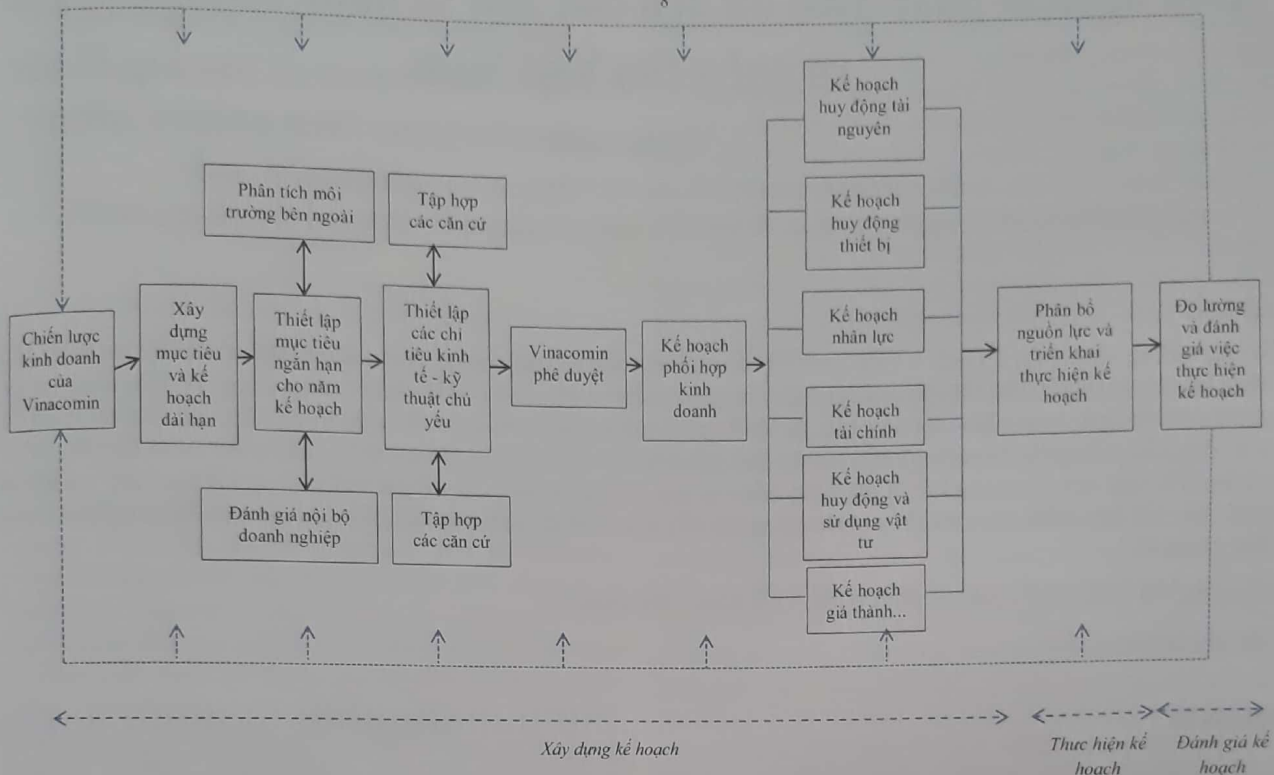 8
Kế hoạch
huy động tài
nguyên
Phân tích môi
trường bên ngoài
Tập hợp
các căn cứ
Kế hoạch
huy động
thiết bị
Chiến lược
kinh doanh
của
Vinacomin
Xây
dựng
mục tiêu
và kế
hoạch
dài hạn
Thiết lập
mục tiêu
ngắn hạn
cho năm
kế hoạch
Thiết lập
các chỉ
tiêu kinh
tế - kỹ
thuật chủ
yếu
Vinacomin
phê duyệt
Kế hoạch
phối hợp
kinh
doanh
Kế hoạch
nhân lực
Phân bổ
nguồn lực và
triển khai
thực hiện kế
hoạch
Đo lường
và đánh
giá việc
thực hiện
kế hoạch
Kế hoạch
tài chính
Đánh giá nội bộ
doanh nghiệp
Tập hợp
các căn cứ
Kế hoạch
huy động và
sử dụng vật
tư
Kế hoạch
giá thành...
Xây dựng kế hoạch
Thưc hiện kế
hoạch
Đánh giá kế
hoạch